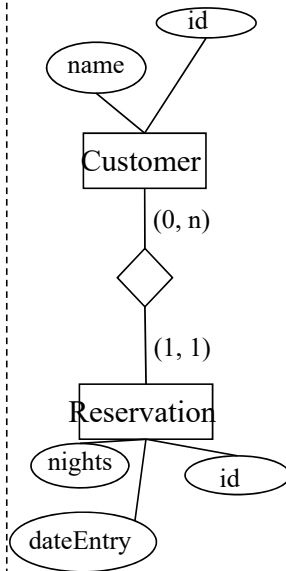 id
name
Customer
(0, n)
(1, 1)
Reservation
nights
id
dateEntry